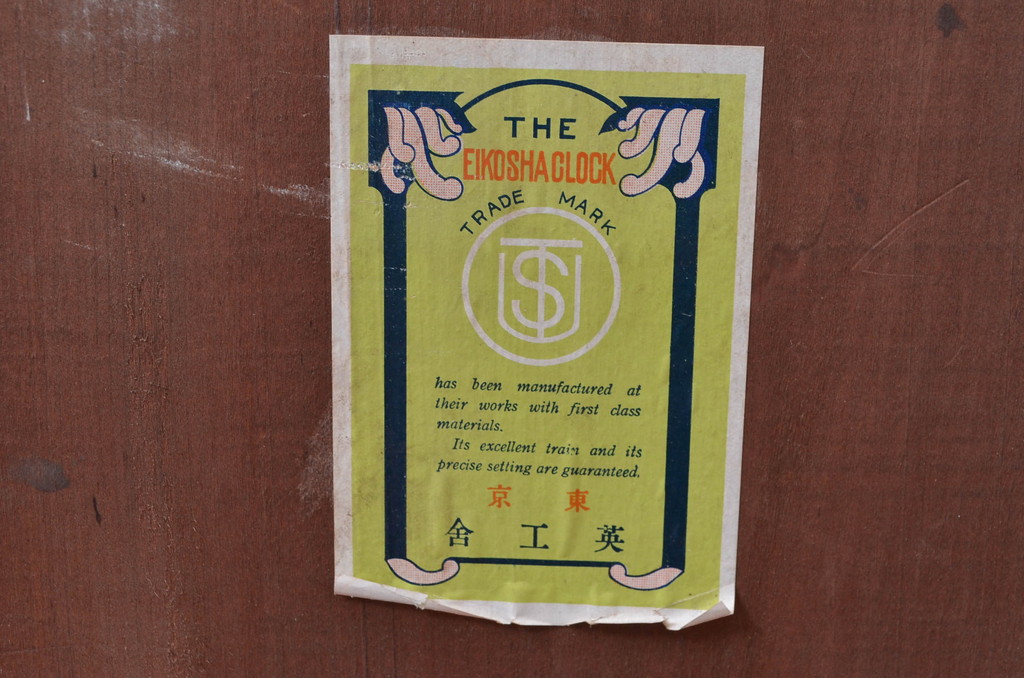 THE
EIKOSHA CLOCK
TRADE MARK
TSU
has been manufactured at
their works with first class
materials.
Its excellent train and its
precise setting are guaranteed.
京 東
舎 工 英